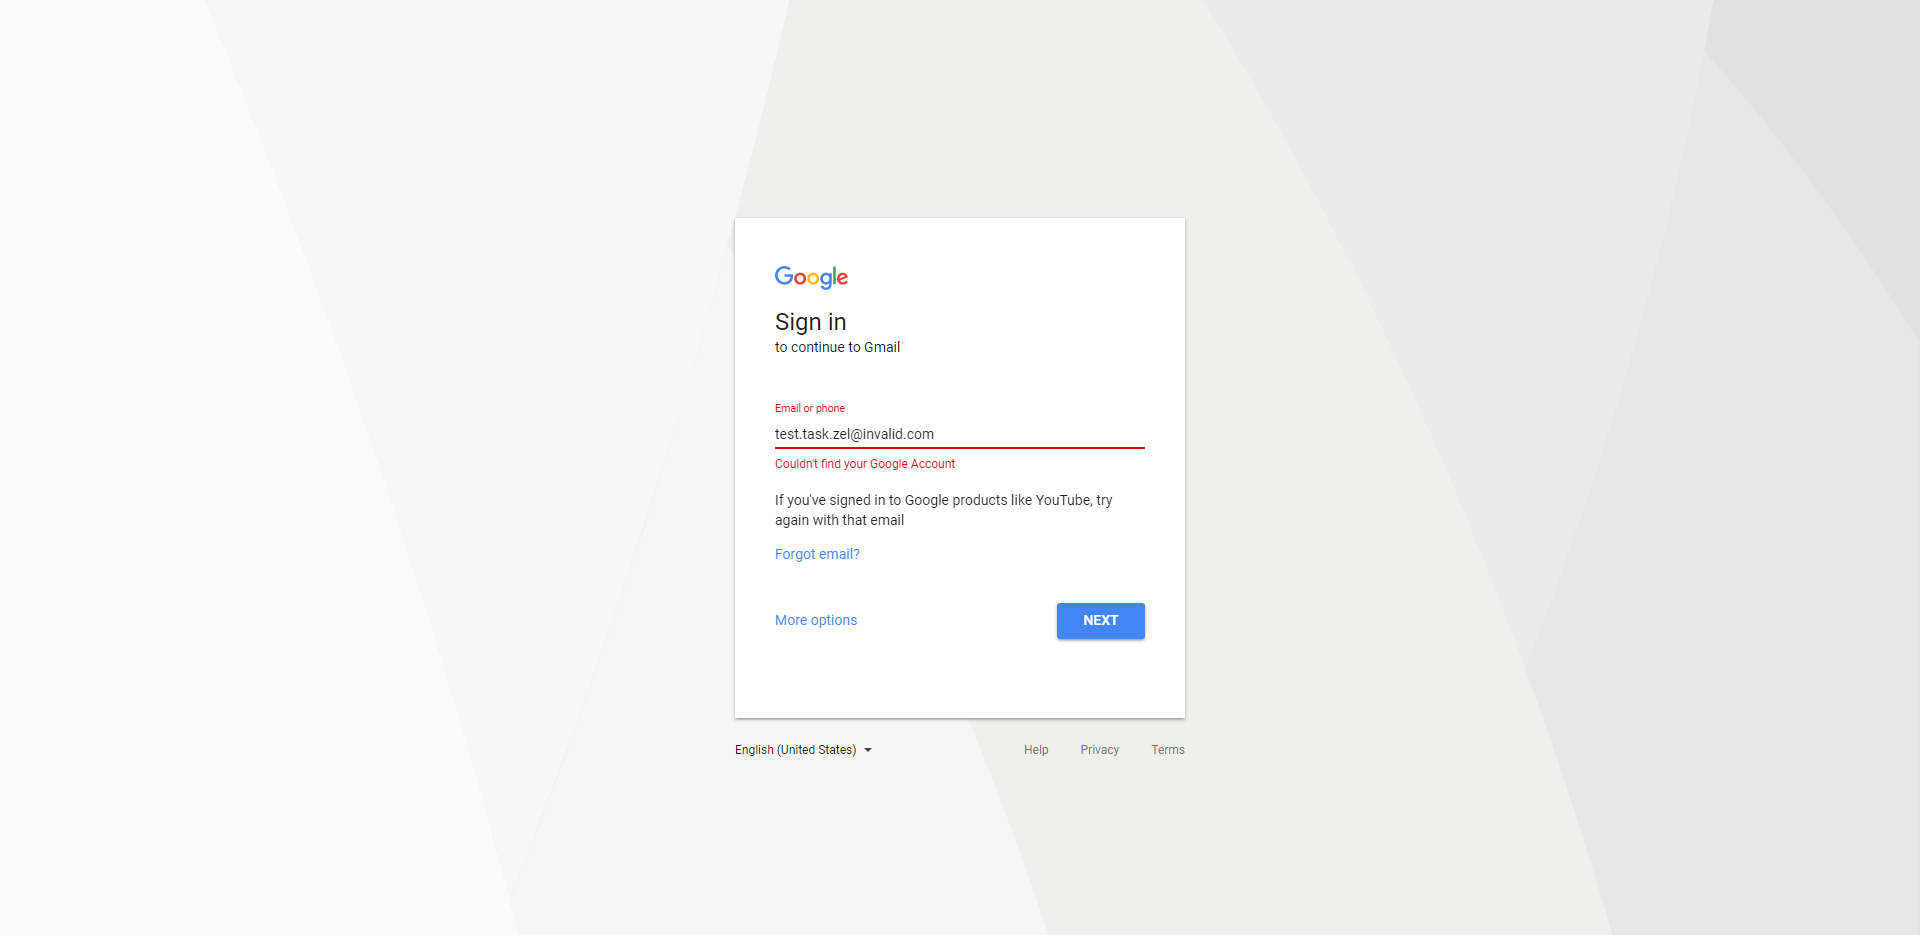 Google
Sign in
to continue to Gmail
Email or phone
test.task.zel@invalid.com
Couldn't find your Google Account
If you've signed in to Google products like YouTube, try
again with that email
Forgot email?
More options
NEXT
English (United States)
Help
Privacy
Terms